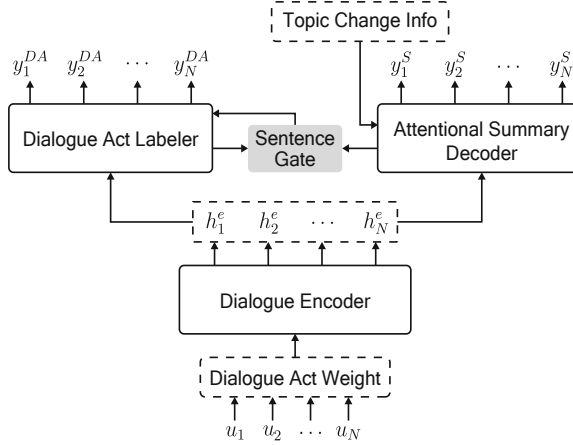 Topic Change Info
y_1^{DA} y_2^{DA} ⋯ y_N^{DA}
y_1^S y_2^S ⋯ y_N^S
Dialogue Act Labeler
Sentence
Gate
Attentional Summary
Decoder
h_1^e h_2^e ⋯ h_N^e
Dialogue Encoder
Dialogue Act Weight
u_1 u_2 ⋯ u_N